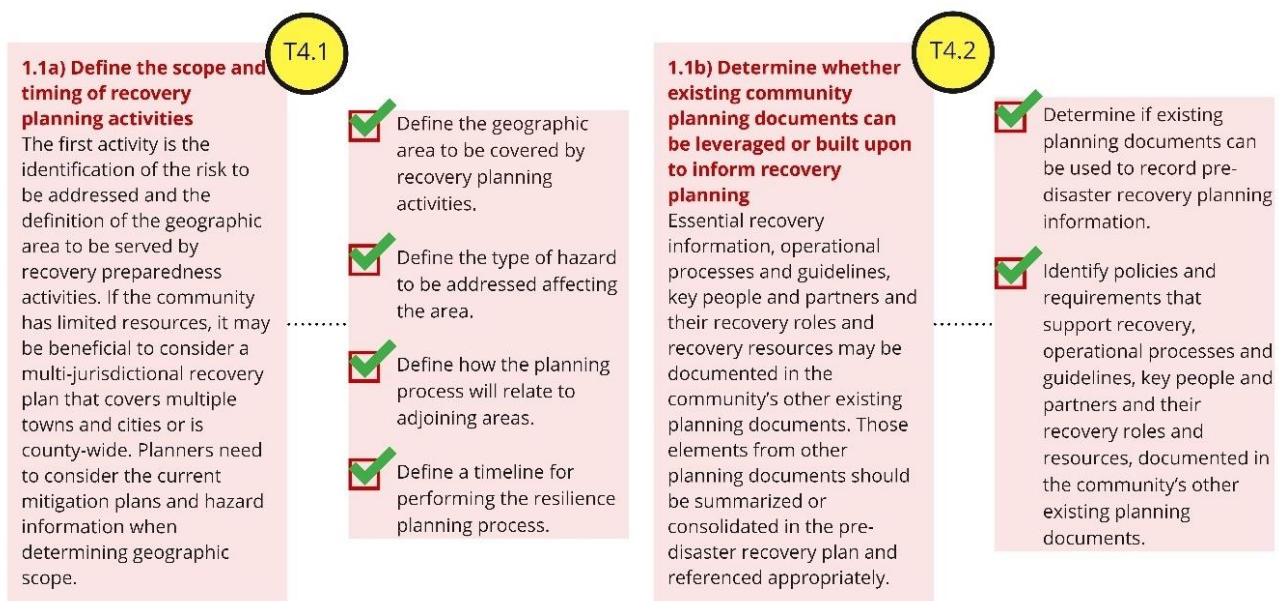 T4.1
1.1a) Define the scope and
timing of recovery
planning activities
The first activity is the
identification of the risk to
be addressed and the
definition of the geographic
area to be served by
recovery preparedness
activities. If the community
has limited resources, it may
be beneficial to consider a
multi-jurisdictional recovery
plan that covers multiple
towns and cities or is
county-wide. Planners need
to consider the current
mitigation plans and hazard
information when
determining geographic
scope.
Define the geographic
area to be covered by
recovery planning
activities.
Define the type of hazard
to be addressed affecting
the area.
Define how the planning
process will relate to
adjoining areas.
Define a timeline for
performing the resilience
planning process.
T4.2
1.1b) Determine whether
existing community
planning documents can
be leveraged or built upon
to inform recovery
planning
Essential recovery
information, operational
processes and guidelines,
key people and partners and
their recovery roles and
recovery resources may be
documented in the
community’s other existing
planning documents. Those
elements from other
planning documents should
be summarized or
consolidated in the pre-
disaster recovery plan and
referenced appropriately.
Determine if existing
planning documents can
be used to record pre-
disaster recovery planning
information.
Identify policies and
requirements that
support recovery,
operational processes and
guidelines, key people and
partners and their
recovery roles and
resources, documented in
the community’s other
existing planning
documents.